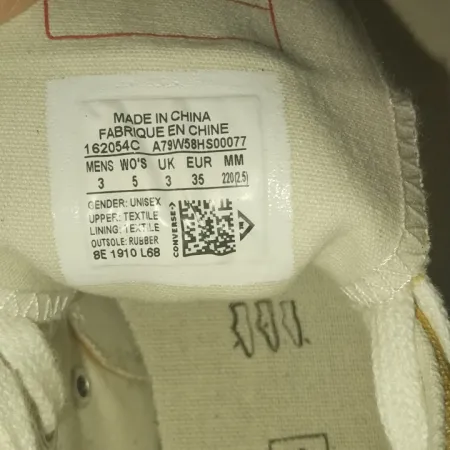 MADE IN CHINA
FABRIQUE EN CHINE
162054C A79W58HS00077
MENS WO'S UK EUR MM
3 5 3 35 220(2.5)
GENDER: UNISEX
UPPER: TEXTILE
LINING: TEXTILE
OUTSOLE: RUBBER
8E 1910 L68
CONVERSE